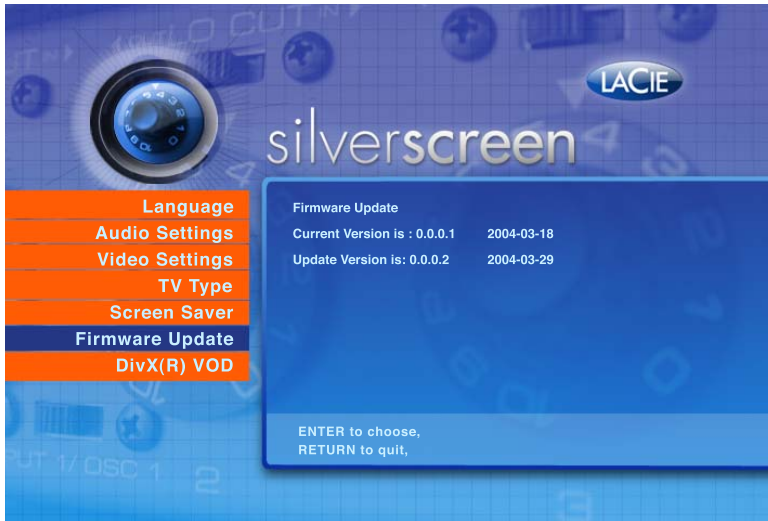 LACIE
silverscreen
Language
Audio Settings
Video Settings
TV Type
Screen Saver
Firmware Update
DivX(R) VOD
Firmware Update
Current Version is : 0.0.0.1 2004-03-18
Update Version is: 0.0.0.2 2004-03-29
ENTER to choose,
RETURN to quit,